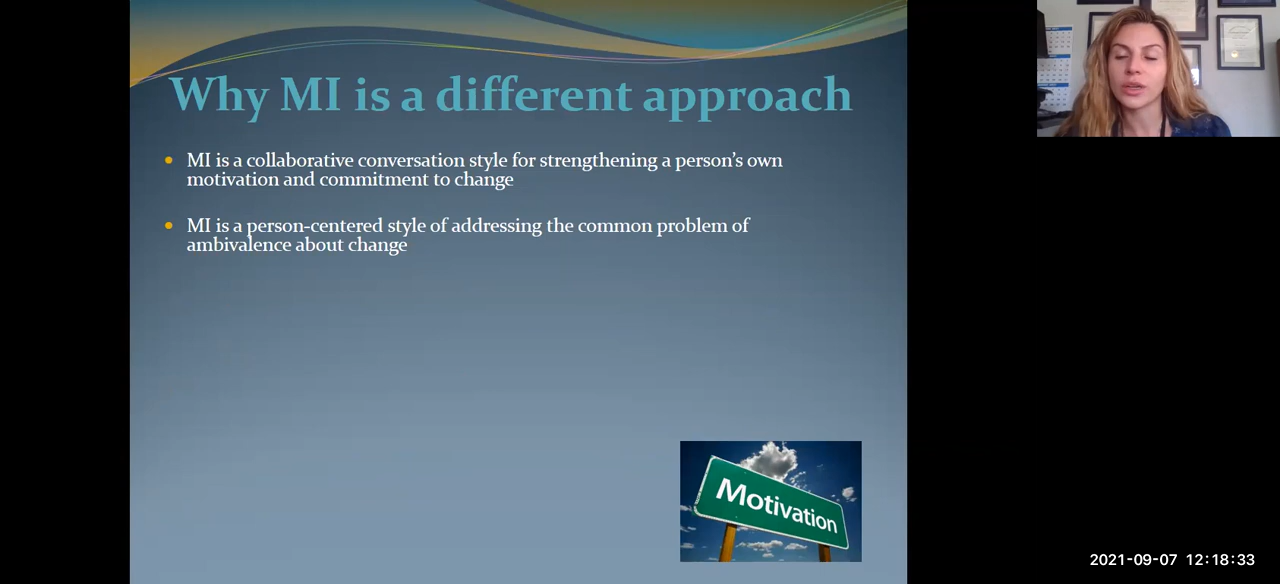 Why MI is a different approach
• MI is a collaborative conversation style for strengthening a person’s own
motivation and commitment to change
• MI is a person-centered style of addressing the common problem of
ambivalence about change
Motivation
2021-09-07 12:18:33